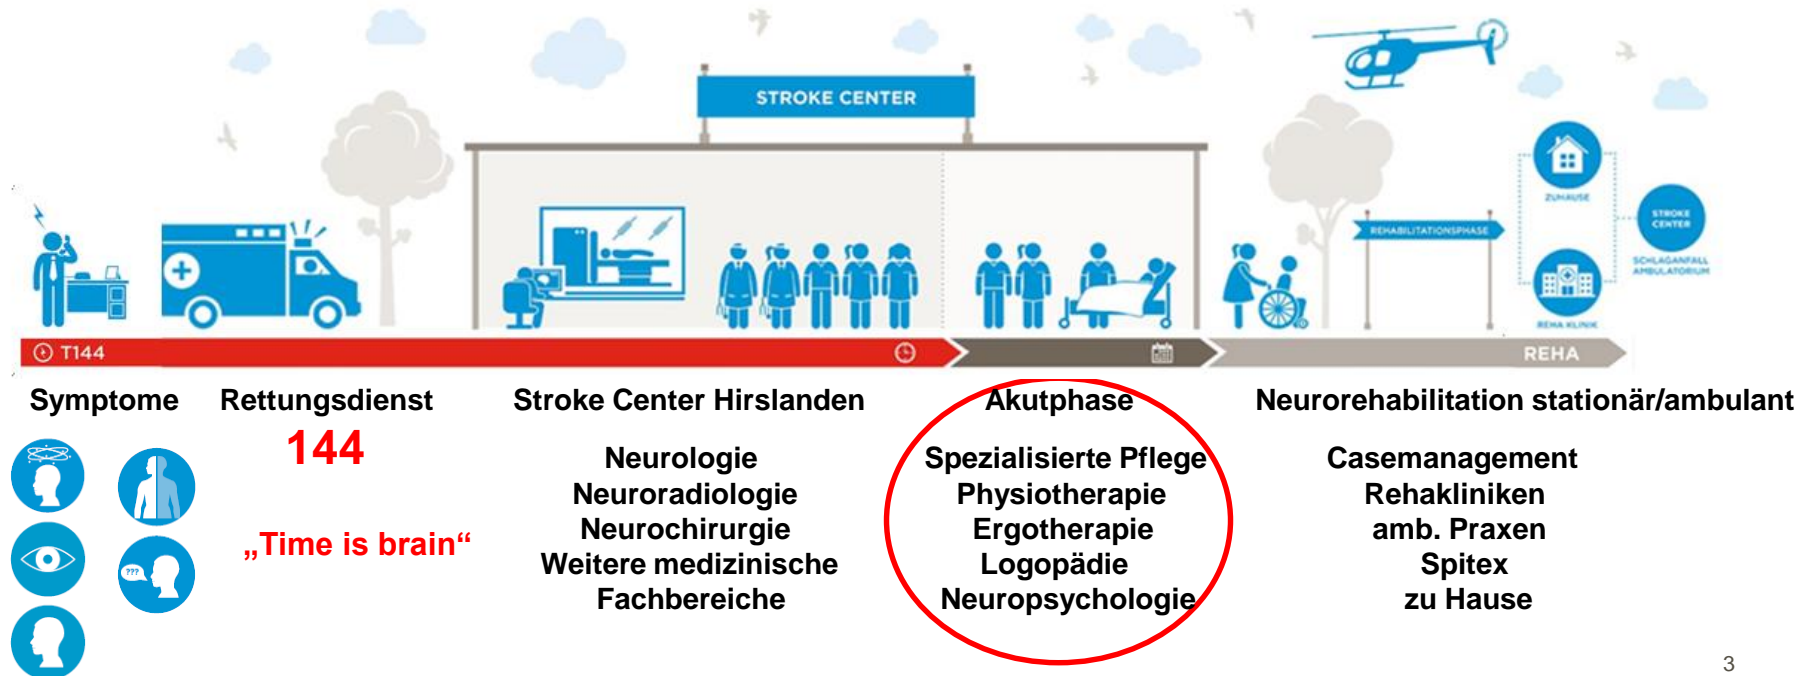 STROKE CENTER
ZUHAUSE
STROKE
CENTER
REHABILITATIONSPHASE
SCHLAGANFALL
AMBULATORIUM
REHA KLINIK
T144
REHA
Symptome
Rettungsdienst
144
„Time is brain“
???
Stroke Center Hirslanden
Neurologie
Neuroradiologie
Neurochirurgie
Weitere medizinische
Fachbereiche
Akutphase
Spezialisierte Pflege
Physiotherapie
Ergotherapie
Logopädie
Neuropsychologie
Neurorehabilitation stationär/ambulant
Casemanagement
Rehakliniken
amb. Praxen
Spitex
zu Hause
3